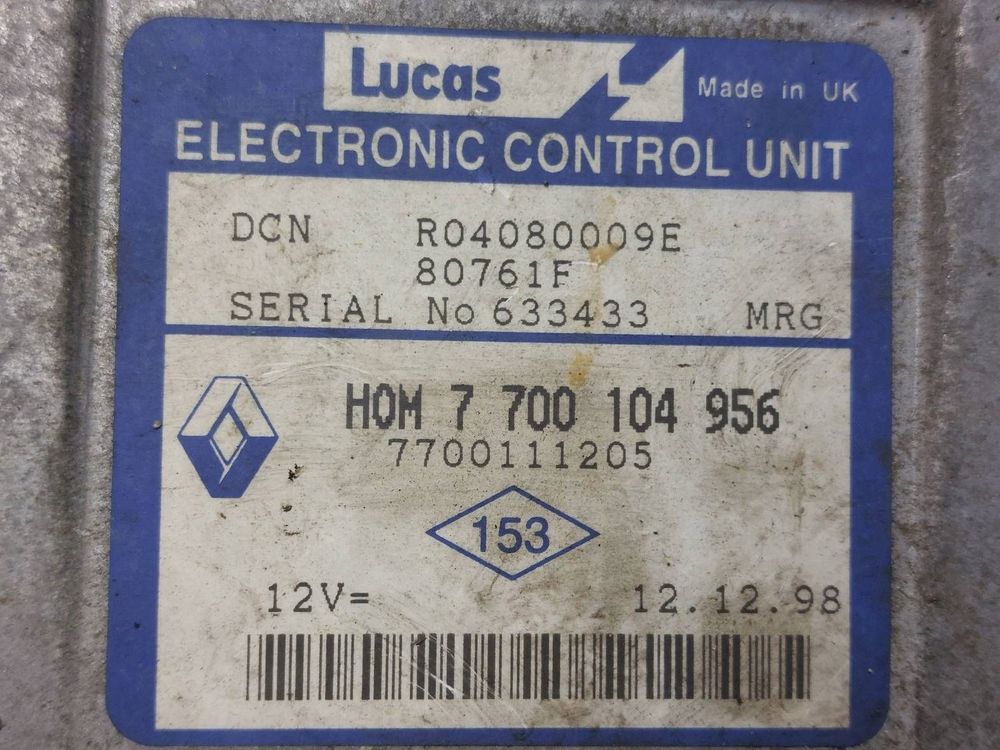 Lucas Made in UK
ELECTRONIC CONTROL UNIT
DCN R04080009E
80761F
SERIAL No 633433 MRG
HOM 7 700 104 956
7700111205
153
12V= 12.12.98